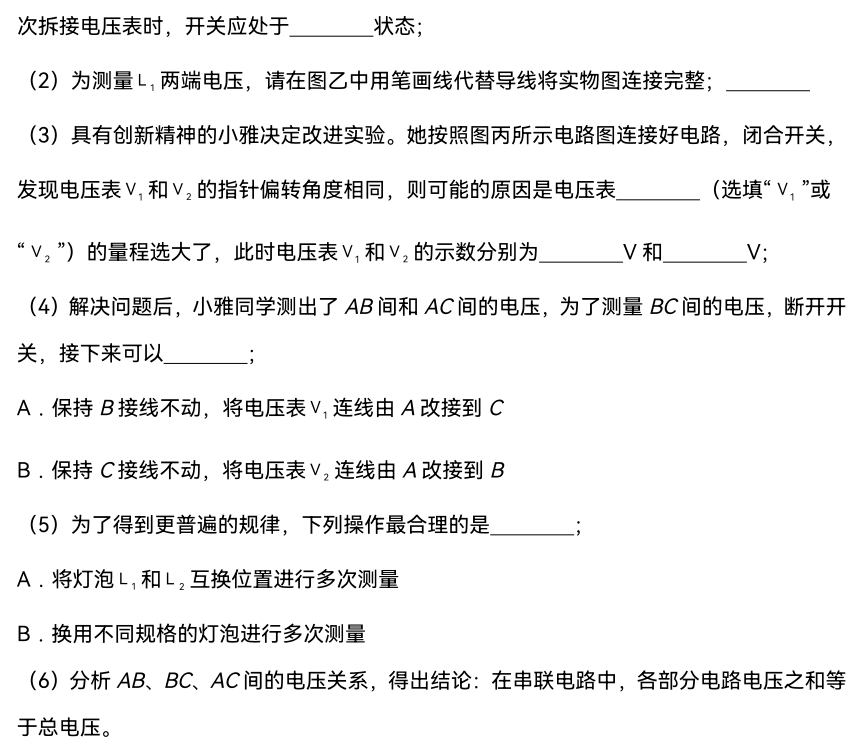 次拆接电压表时，开关应处于________状态；
（2）为测量L₁两端电压，请在图乙中用笔画线代替导线将实物图连接完整；________
（3）具有创新精神的小雅决定改进实验。她按照图丙所示电路图连接好电路，闭合开关，
发现电压表V₁和V₂的指针偏转角度相同，则可能的原因是电压表________（选填“V₁”或
“V₂”）的量程选大了，此时电压表V₁和V₂的示数分别为________V和________V；
（4）解决问题后，小雅同学测出了AB间和AC间的电压，为了测量BC间的电压，断开开
关，接下来可以________；
A．保持B接线不动，将电压表V₁连线由A改接到C
B．保持C接线不动，将电压表V₂连线由A改接到B
（5）为了得到更普遍的规律，下列操作最合理的是________；
A．将灯泡L₁和L₂互换位置进行多次测量
B．换用不同规格的灯泡进行多次测量
（6）分析AB、BC、AC间的电压关系，得出结论：在串联电路中，各部分电路电压之和等
于总电压。